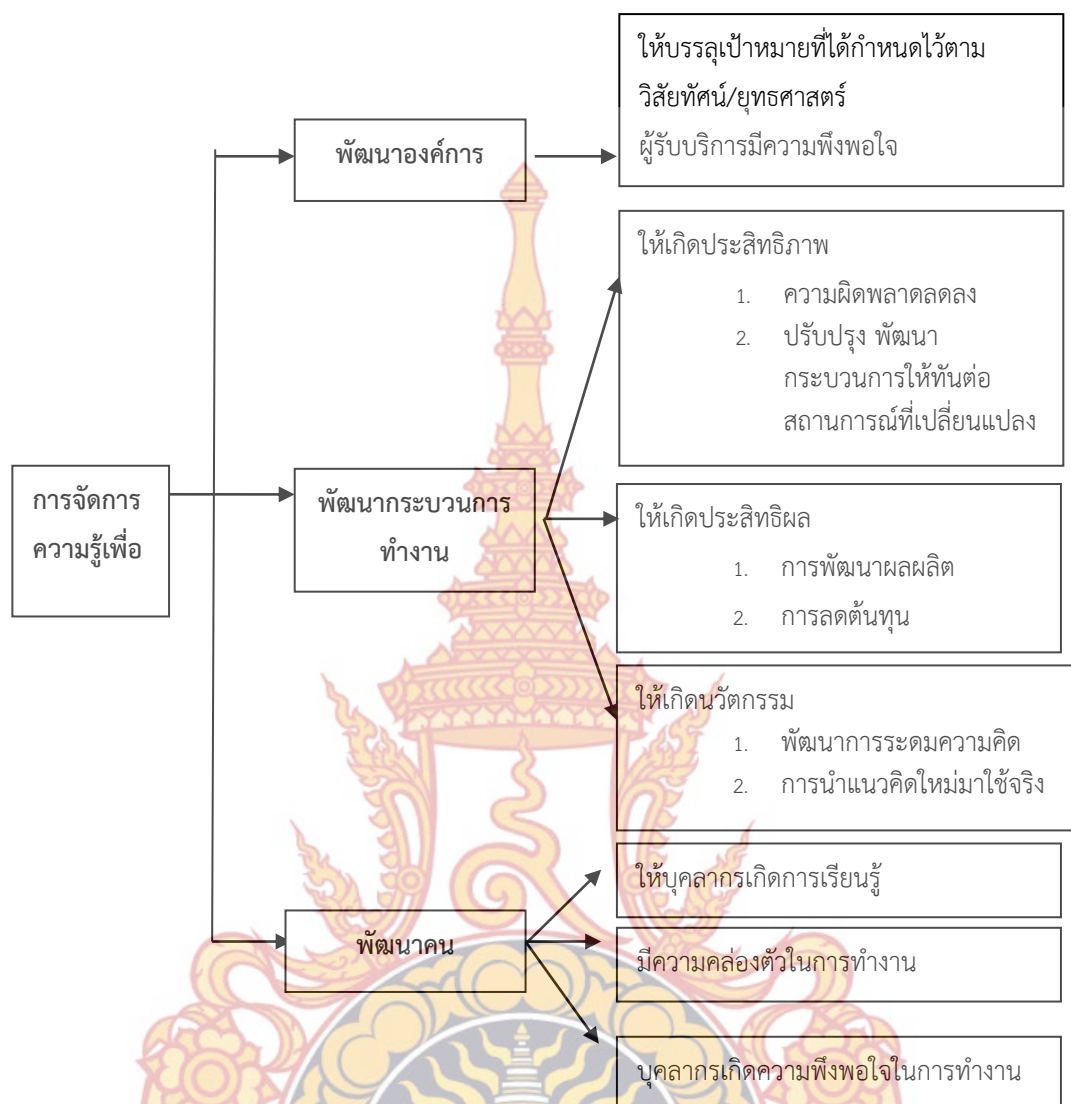 ให้บรรลุเป้าหมายที่ได้กำหนดไว้ตาม
วิสัยทัศน์/ยุทธศาสตร์
ผู้รับบริการมีความพึงพอใจ
พัฒนาองค์การ
ให้เกิดประสิทธิภาพ
1. ความผิดพลาดลดลง
2. ปรับปรุง พัฒนา
กระบวนการให้ทันต่อ
สถานการณ์ที่เปลี่ยนแปลง
การจัดการ
ความรู้เพื่อ
พัฒนากระบวนการ
ทำงาน
ให้เกิดประสิทธิผล
1. การพัฒนาผลผลิต
2. การลดต้นทุน
ให้เกิดนวัตกรรม
1. พัฒนาการระดมความคิด
2. การนำแนวคิดใหม่มาใช้จริง
พัฒนาคน
ให้บุคลากรเกิดการเรียนรู้
มีความคล่องตัวในการทำงาน
บุคลากรเกิดความพึงพอใจในการทำงาน